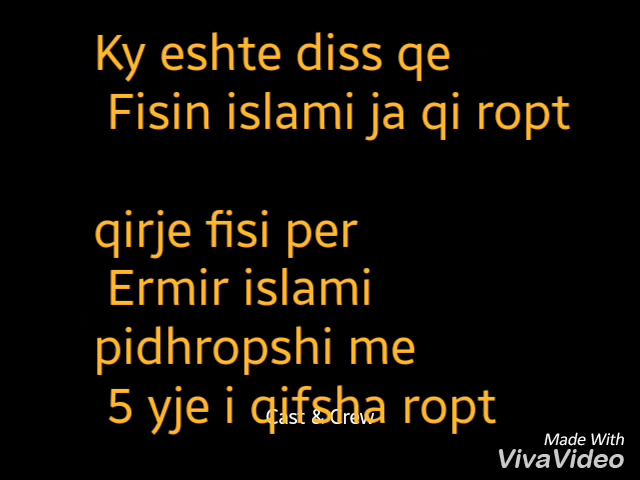 Ky eshte diss qe
Fisin islami ja qi ropt
qirje fisi per
Ermir islami
pidhropshi me
5 yje i qifsha ropt
Cast & Crew
Made With
VivaVideo